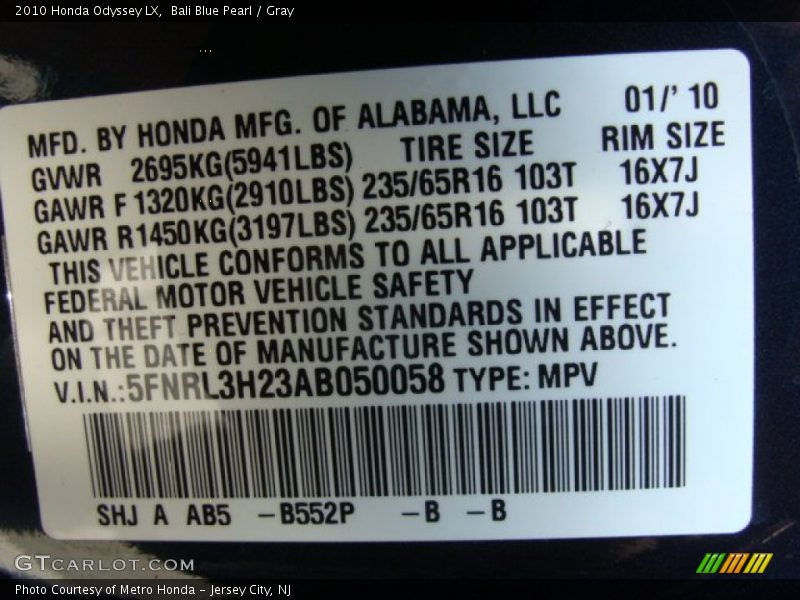 2010 Honda Odyssey LX,  Bali Blue Pearl / Gray
MFD. BY HONDA MFG. OF ALABAMA, LLC 01/' 10
GVWR 2695KG(5941LBS) TIRE SIZE RIM SIZE
GAWR F 1320KG(2910LBS) 235/65R16 103T 16X7J
GAWR R1450KG(3197LBS) 235/65R16 103T 16X7J
THIS VEHICLE CONFORMS TO ALL APPLICABLE
FEDERAL MOTOR VEHICLE SAFETY
AND THEFT PREVENTION STANDARDS IN EFFECT
ON THE DATE OF MANUFACTURE SHOWN ABOVE.
V.I.N.:5FNRL3H23AB050058 TYPE: MPV
SHJ A AB5 -B552P -B -B
GTCARLOT.COM
Photo Courtesy of Metro Honda - Jersey City, NJ